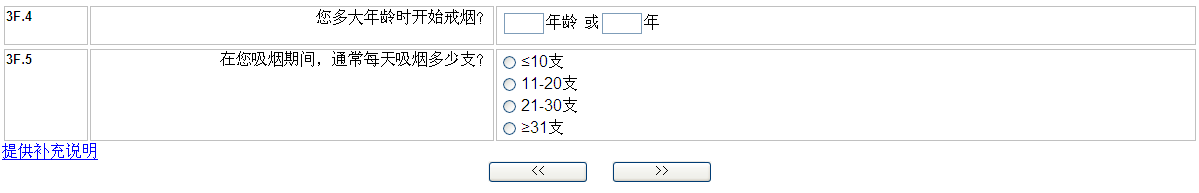 3F.4 您多大年龄时开始戒烟？ 年龄 或 年
3F.5 在您吸烟期间，通常每天吸烟多少支？ ≤10支
11-20支
21-30支
≥31支
提供补充说明
<< >>